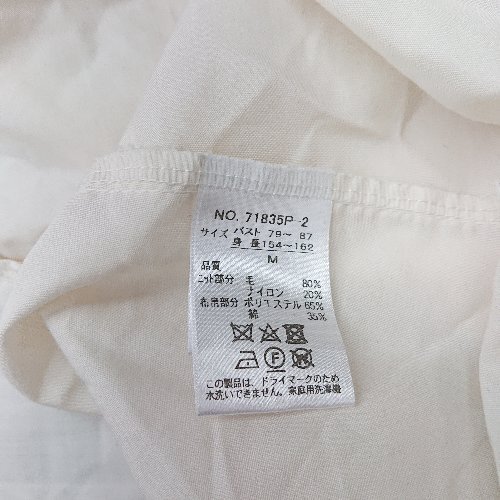 NO. 71835P-2
サイズ バスト 79～ 87
身 長154～162
M
品質
ニット部分 毛 80%
ナイロン 20%
布帛部分 ポリエステル 65%
綿 35%
F
この製品は、ドライマークのため
水洗いできません。家庭用洗濯機